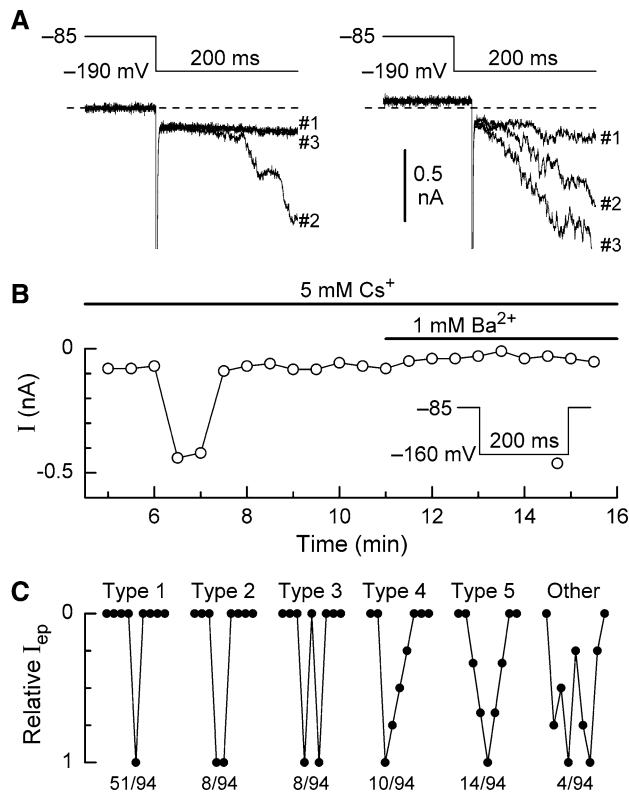 A
–85
200 ms
–190 mV
#1
#3
#2
–85
200 ms
–190 mV
#1
0.5
nA
#2
#3
B
5 mM Cs+
1 mM Ba2+
0
-0.5
I (nA)
–85
200 ms
–160 mV
6 8 10 12 14 16
Time (min)
C
Type 1 Type 2 Type 3 Type 4 Type 5 Other
0
1
Relative Iep
51/94 8/94 8/94 10/94 14/94 4/94